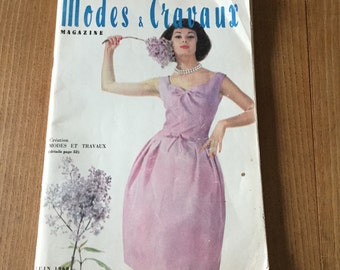 Modes & Travaux
MAGAZINE
Création
MODES ET TRAVAUX